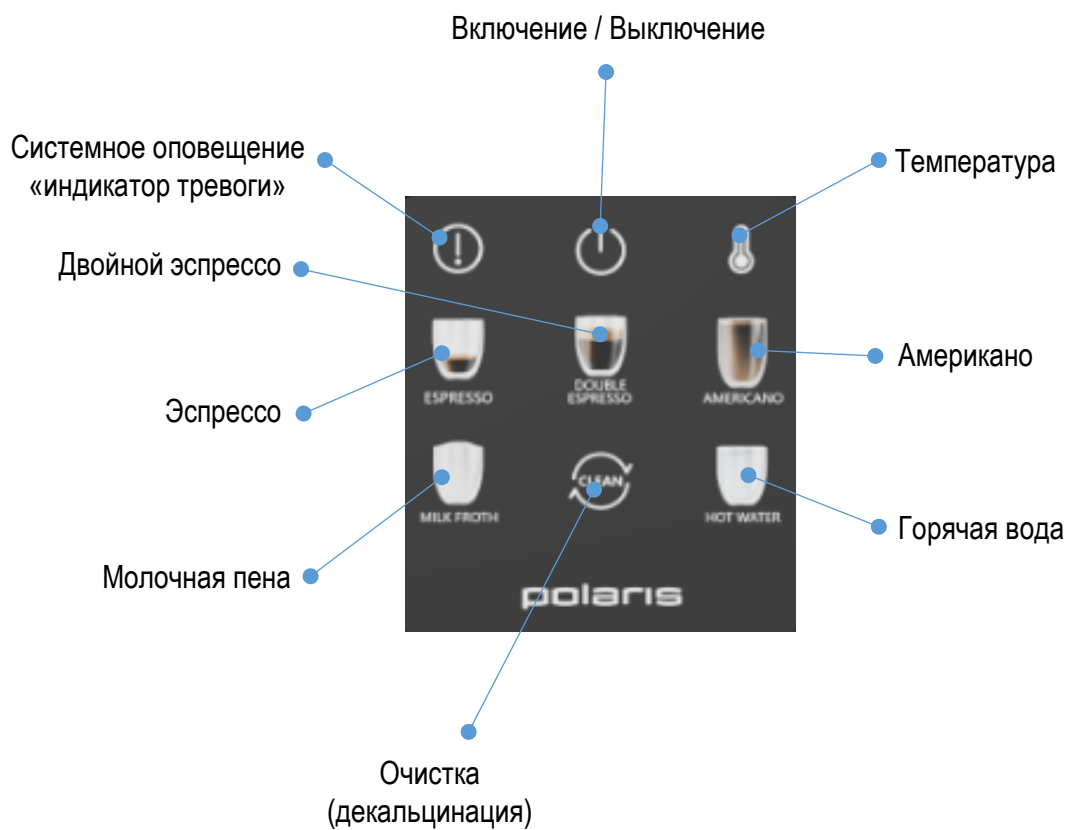 Включение / Выключение
Системное оповещение
«индикатор тревоги»
Температура
Двойной эспрессо
Американо
Эспрессо
ESPRESSO
DOUBLE
ESPRESSO
AMERICANO
CLEAN
MILK FROTH
HOT WATER
Горячая вода
Молочная пена
polaris
Очистка
(декальцинация)